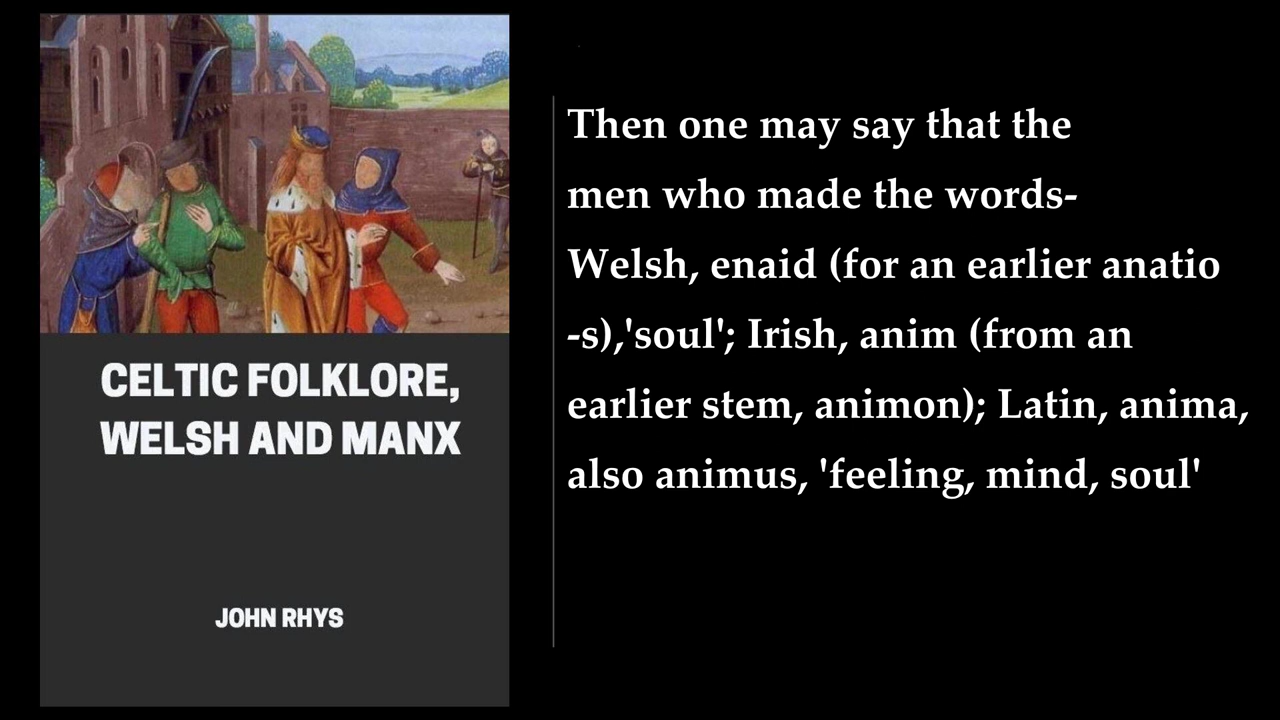 CELTIC FOLKLORE,
WELSH AND MANX
JOHN RHYS
Then one may say that the
men who made the words-
Welsh, enaid (for an earlier anatio
-s),'soul'; Irish, anim (from an
earlier stem, animon); Latin, anima,
also animus, 'feeling, mind, soul'